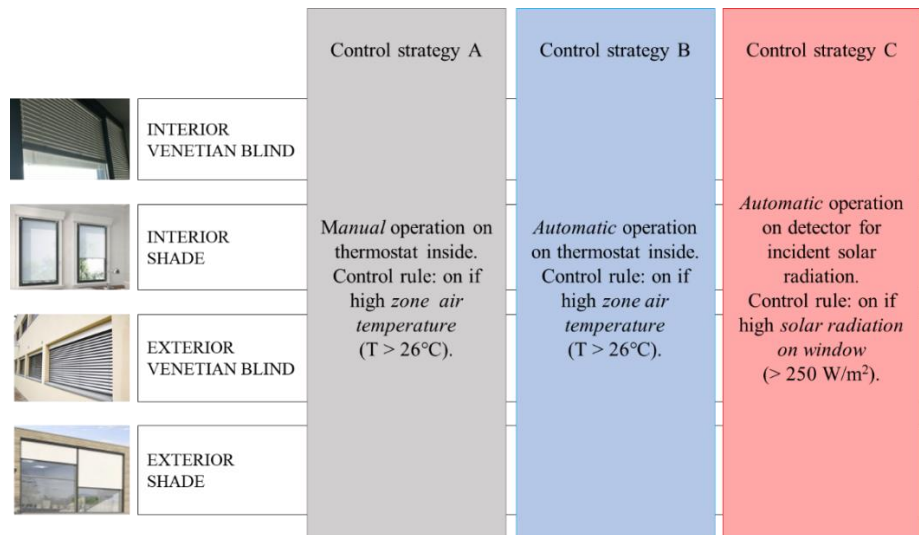 Control strategy A
Control strategy B
Control strategy C
INTERIOR
VENETIAN BLIND
INTERIOR
SHADE
EXTERIOR
VENETIAN BLIND
EXTERIOR
SHADE
Manual operation on
thermostat inside.
Control rule: on if
high zone air
temperature
(T > 26°C).
Automatic operation
on thermostat inside.
Control rule: on if
high zone air
temperature
(T > 26°C).
Automatic operation
on detector for
incident solar
radiation.
Control rule: on if
high solar radiation
on window
(> 250 W/m²).